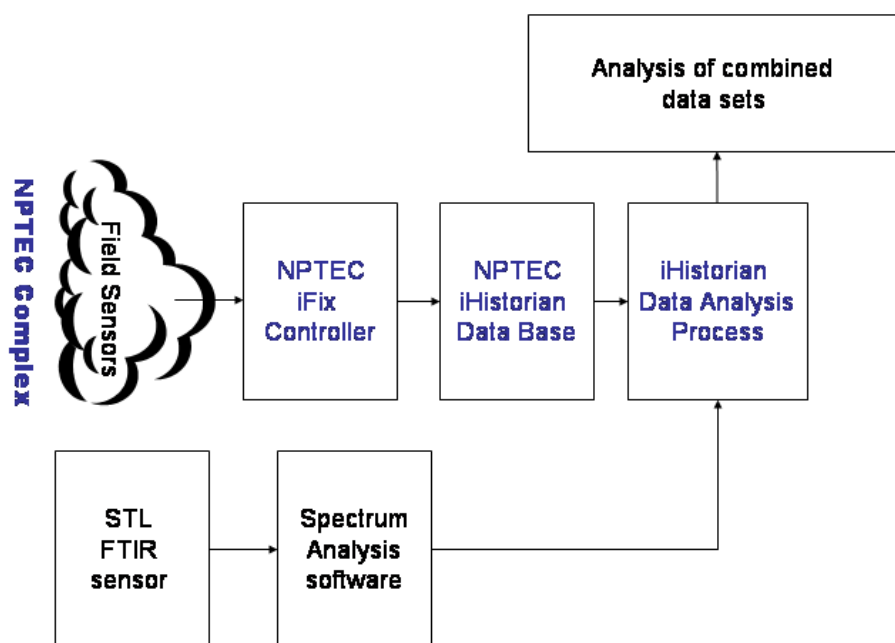 Analysis of combined
data sets
NPTEC Complex
Field Sensors
NPTEC
iFix
Controller
NPTEC
iHistorian
Data Base
iHistorian
Data Analysis
Process
STL
FTIR
sensor
Spectrum
Analysis
software